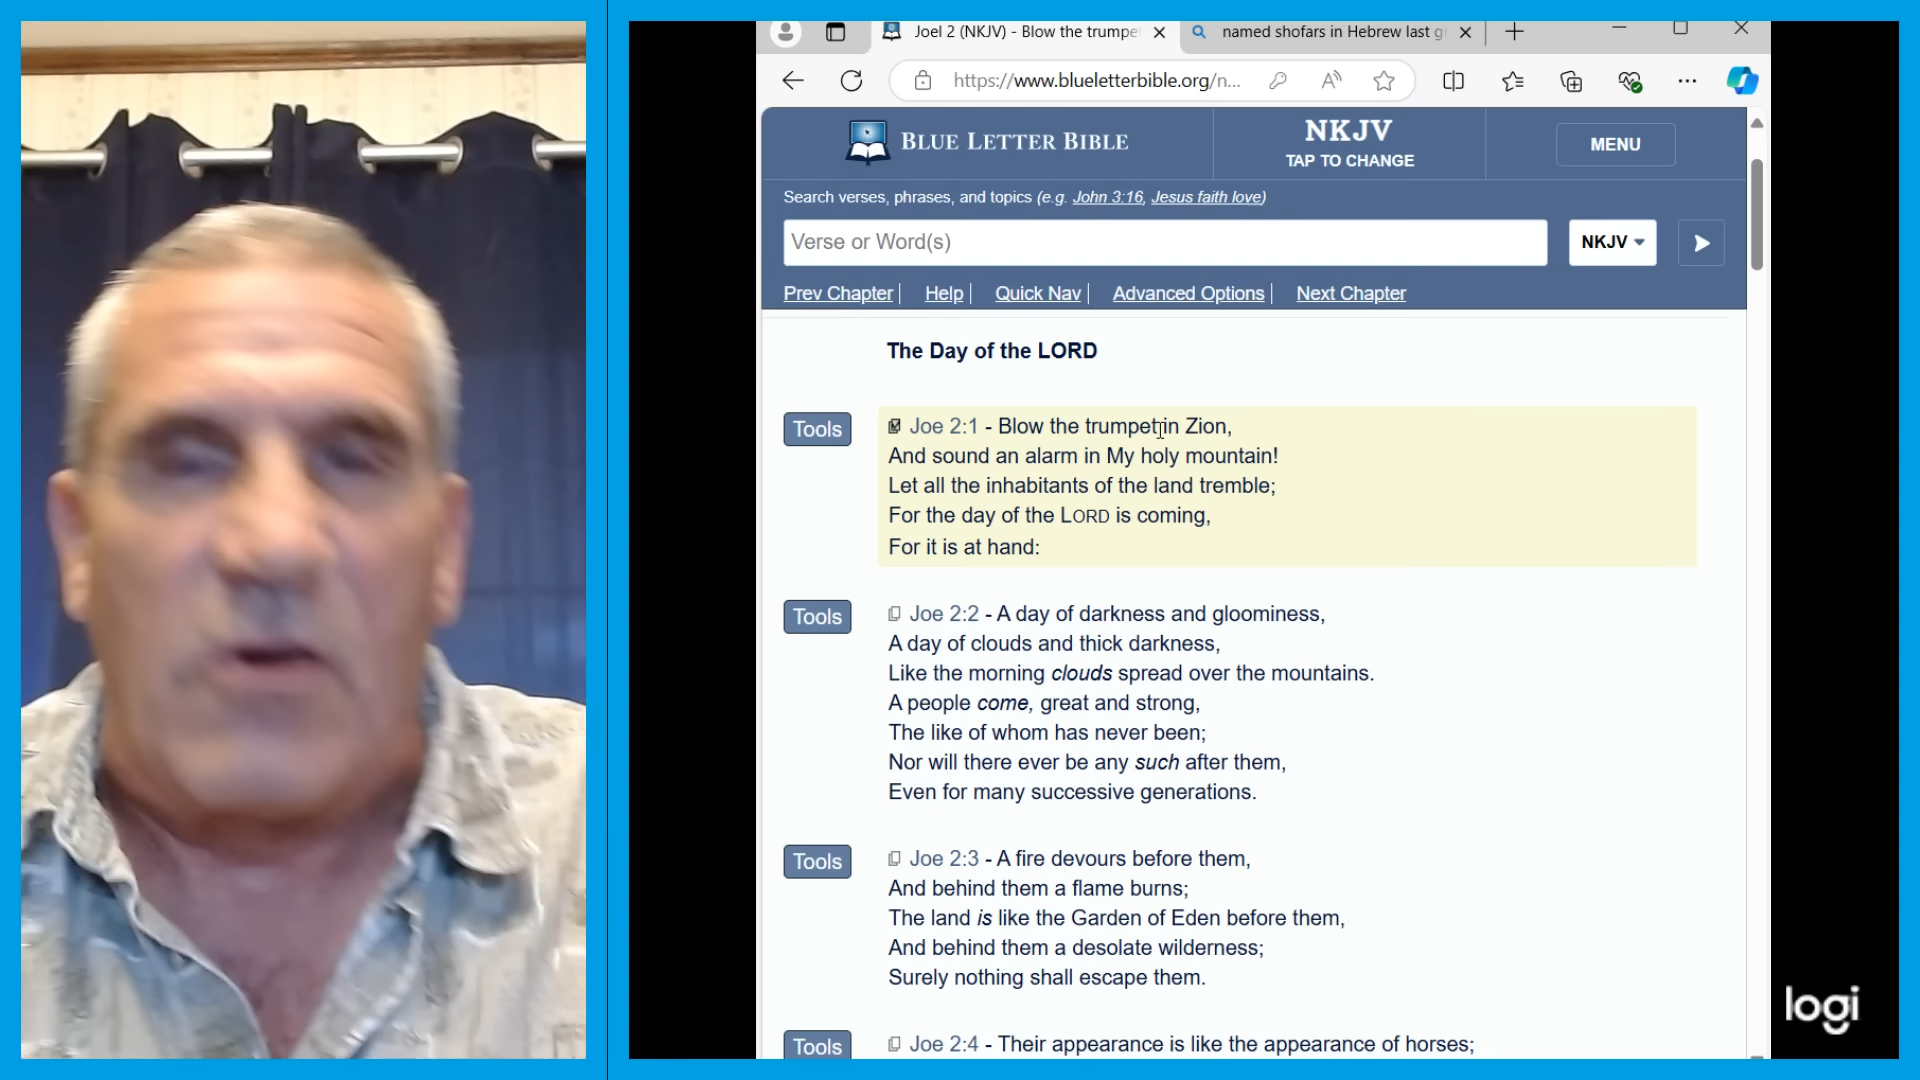 Joel 2 (NKJV) - Blow the trumpe
named shofars in Hebrew last g
https://www.blueletterbible.org/n...
BLUE LETTER BIBLE
NKJV
TAP TO CHANGE
MENU
Search verses, phrases, and topics (e.g. John 3:16, Jesus faith love)
Verse or Word(s)
NKJV
Prev Chapter
Help
Quick Nav
Advanced Options
Next Chapter
The Day of the LORD
Tools
Joe 2:1 - Blow the trumpet in Zion,
And sound an alarm in My holy mountain!
Let all the inhabitants of the land tremble;
For the day of the LORD is coming,
For it is at hand:
Tools
Joe 2:2 - A day of darkness and gloominess,
A day of clouds and thick darkness,
Like the morning clouds spread over the mountains.
A people come, great and strong,
The like of whom has never been;
Nor will there ever be any such after them,
Even for many successive generations.
Tools
Joe 2:3 - A fire devours before them,
And behind them a flame burns;
The land is like the Garden of Eden before them,
And behind them a desolate wilderness;
Surely nothing shall escape them.
Tools
Joe 2:4 - Their appearance is like the appearance of horses;
logi